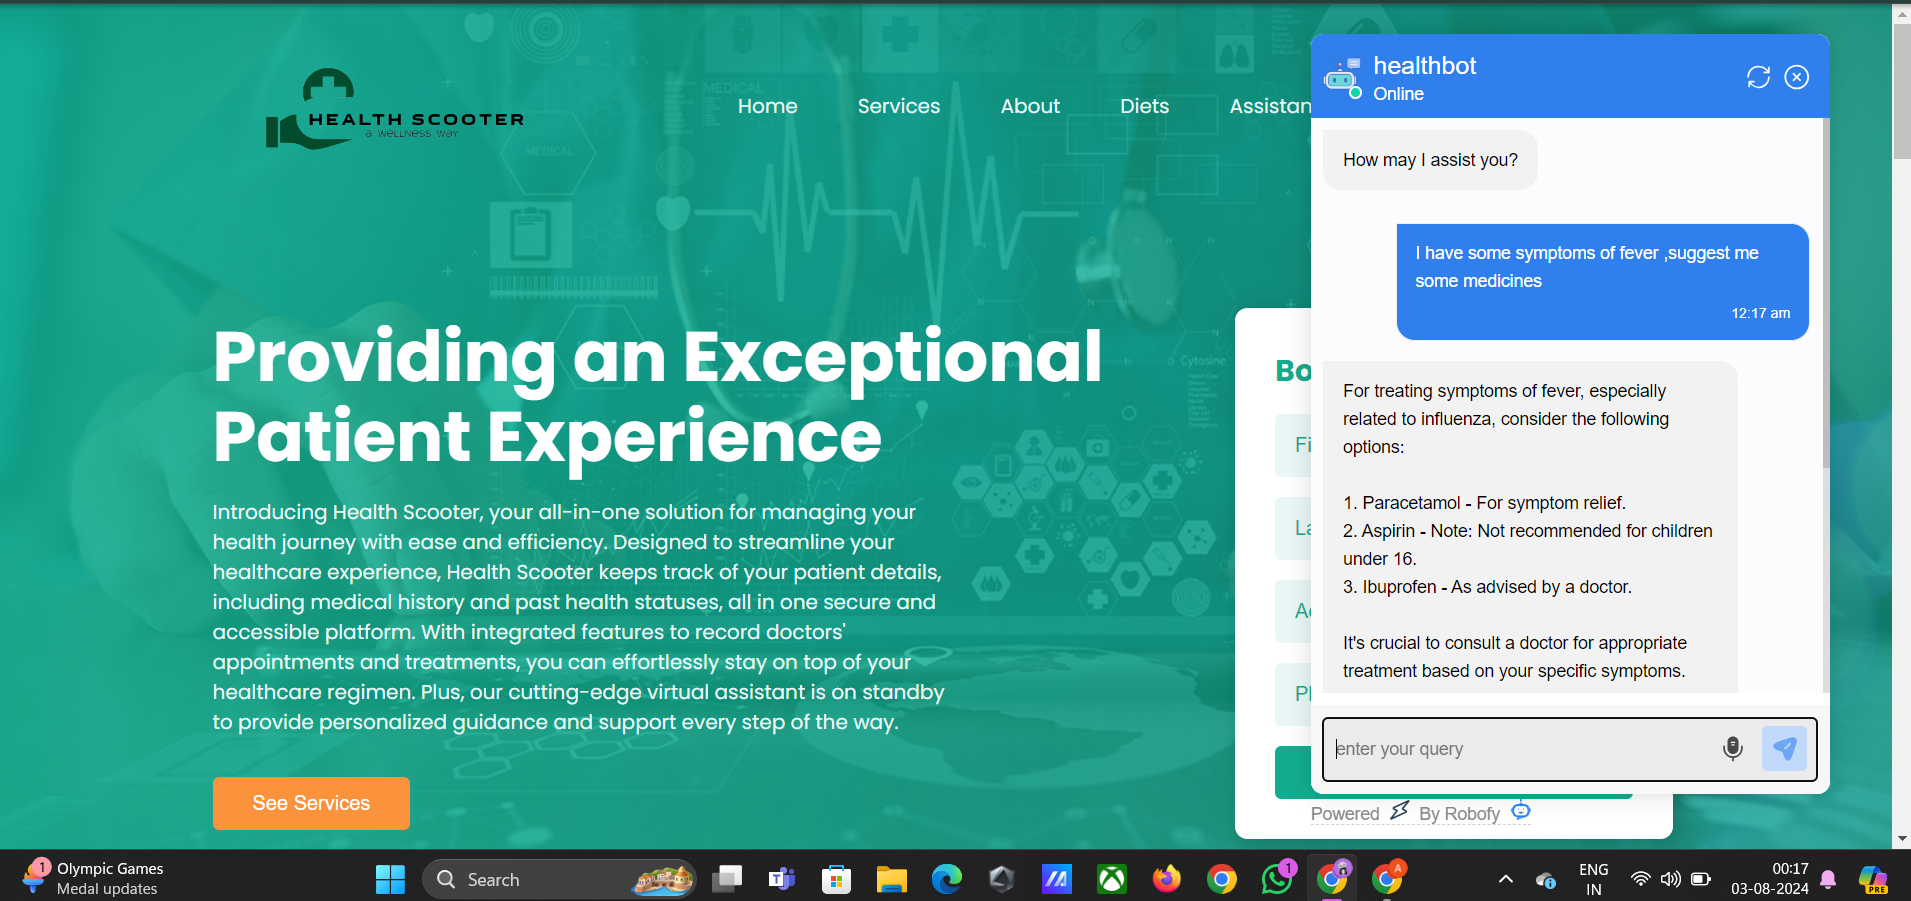 HEALTH SCOOTER
a wellness way
Home
Services
About
Diets
Assistan
MEDICAL
MEDICAL
Cytosine
Providing an Exceptional
Patient Experience
Introducing Health Scooter, your all-in-one solution for managing your
health journey with ease and efficiency. Designed to streamline your
healthcare experience, Health Scooter keeps track of your patient details,
including medical history and past health statuses, all in one secure and
accessible platform. With integrated features to record doctors'
appointments and treatments, you can effortlessly stay on top of your
healthcare regimen. Plus, our cutting-edge virtual assistant is on standby
to provide personalized guidance and support every step of the way.
See Services
Bo
Fi
La
Ac
Pl
healthbot
Online
How may I assist you?
I have some symptoms of fever ,suggest me
some medicines
12:17 am
For treating symptoms of fever, especially
related to influenza, consider the following
options:
1. Paracetamol - For symptom relief.
2. Aspirin - Note: Not recommended for children
under 16.
3. Ibuprofen - As advised by a doctor.
It's crucial to consult a doctor for appropriate
treatment based on your specific symptoms.
enter your query
Powered By Robofy
1
Olympic Games
Medal updates
Search
1
A
ENG
IN
00:17
03-08-2024
PRE